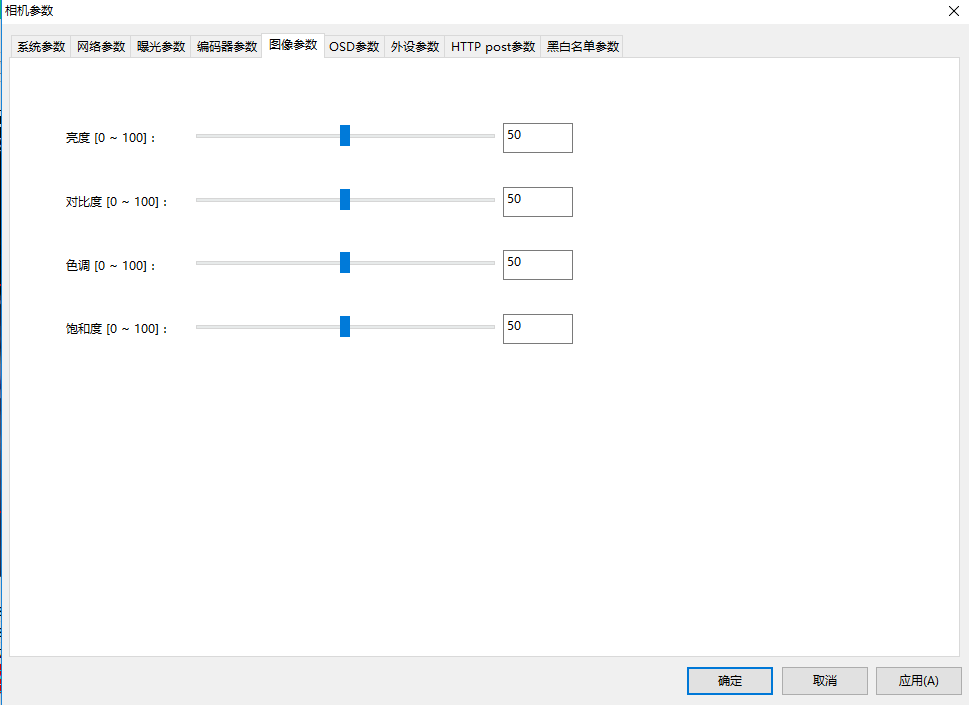 相机参数
系统参数 网络参数 曝光参数 编码器参数 图像参数 OSD参数 外设参数 HTTP post参数 黑白名单参数
亮度 [0 ~ 100] : 50
对比度 [0 ~ 100] : 50
色调 [0 ~ 100] : 50
饱和度 [0 ~ 100] : 50
确定 取消 应用(A)